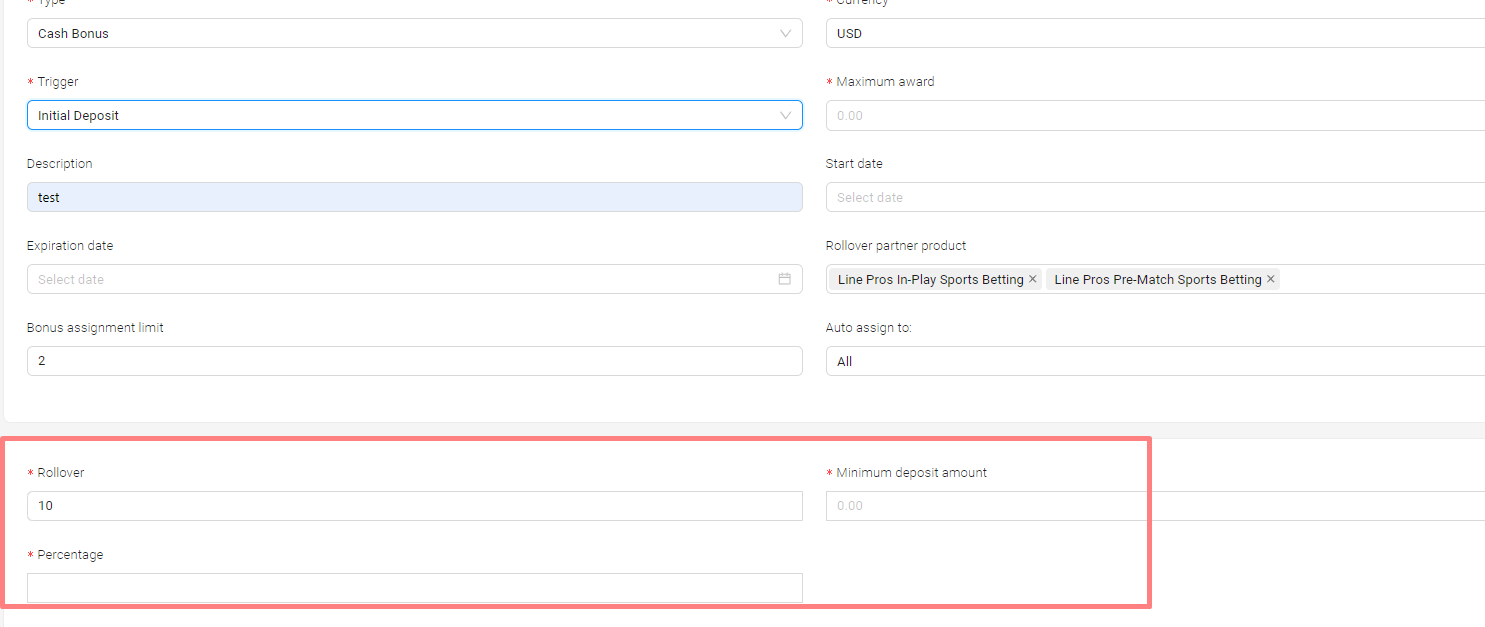 * Type
* Currency
Cash Bonus
USD
* Trigger
* Maximum award
Initial Deposit
0.00
Description
Start date
test
Select date
Expiration date
Rollover partner product
Select date
Line Pros In-Play Sports Betting × Line Pros Pre-Match Sports Betting ×
Bonus assignment limit
Auto assign to:
2
All
* Rollover
* Minimum deposit amount
10
0.00
* Percentage